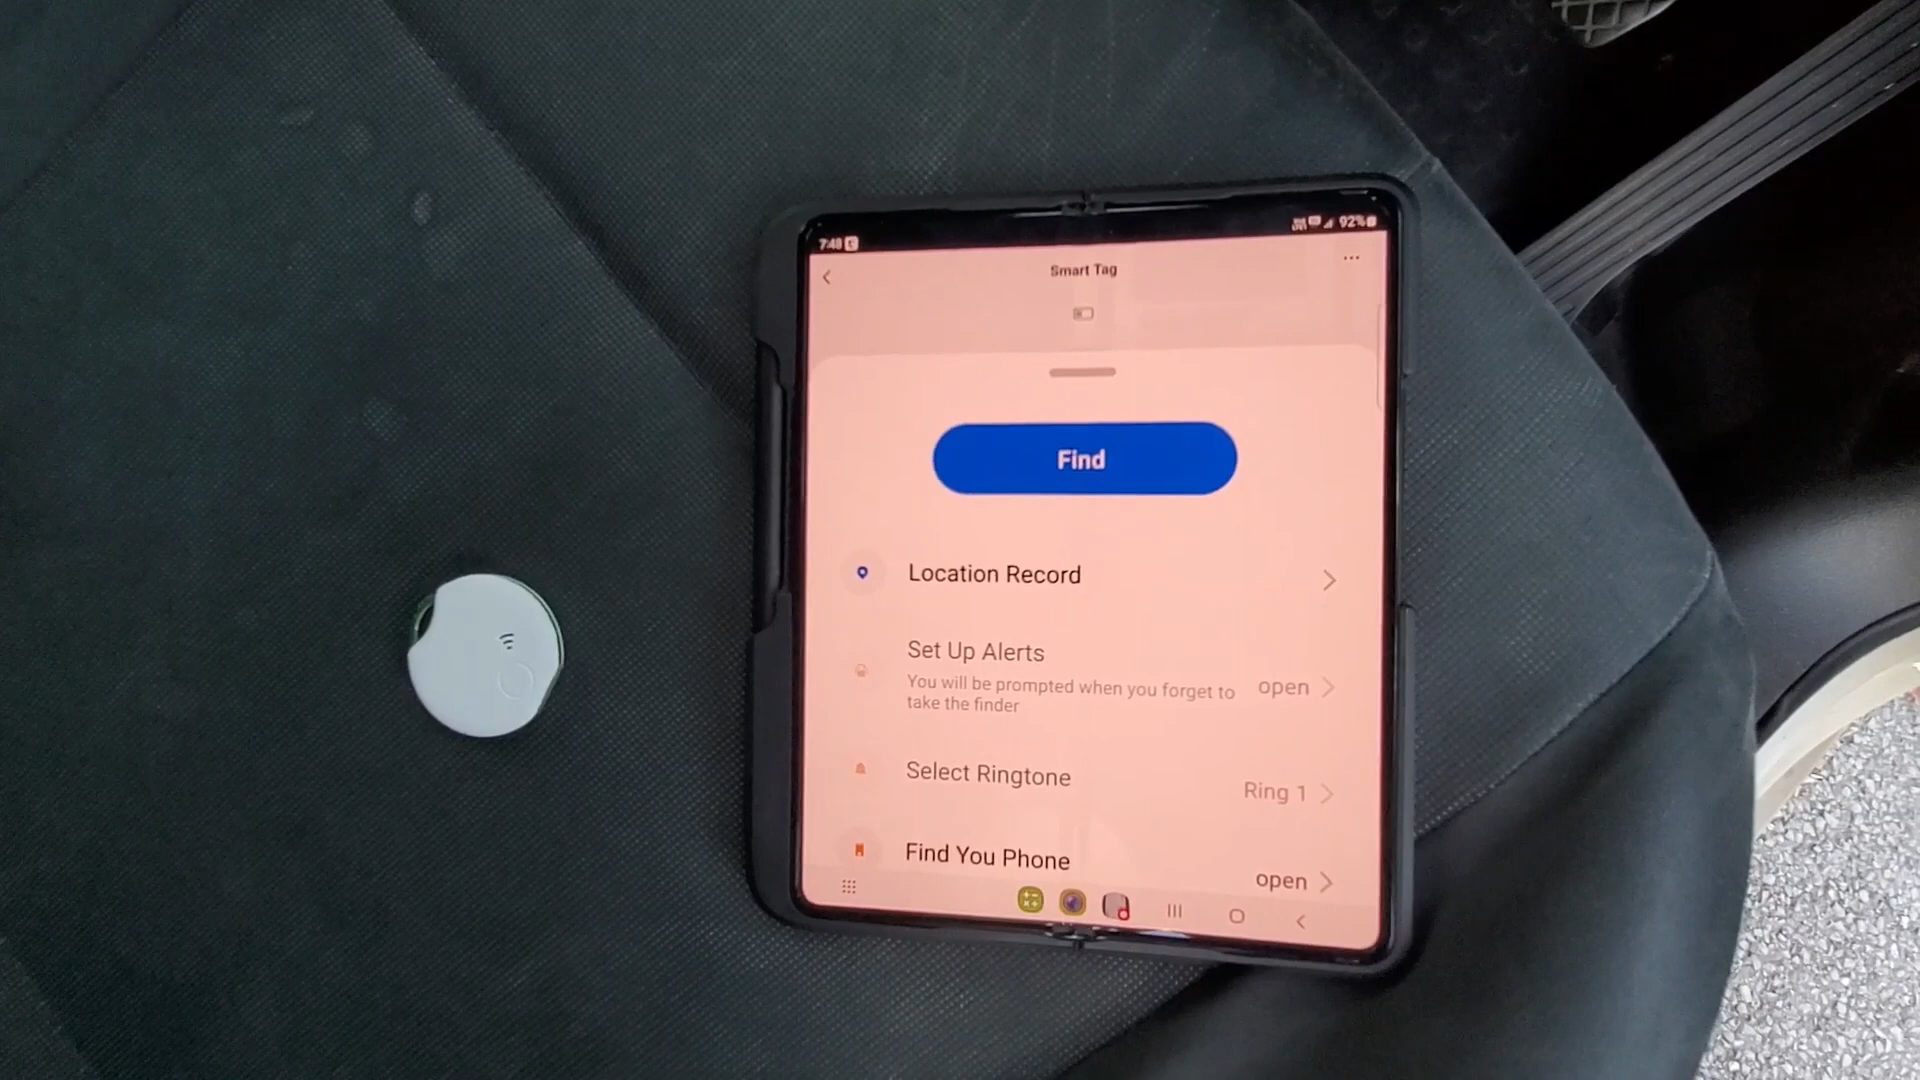 7:48
92%
Smart Tag
Find
Location Record
Set Up Alerts
You will be prompted when you forget to
take the finder
open
Select Ringtone
Ring 1
Find You Phone
open